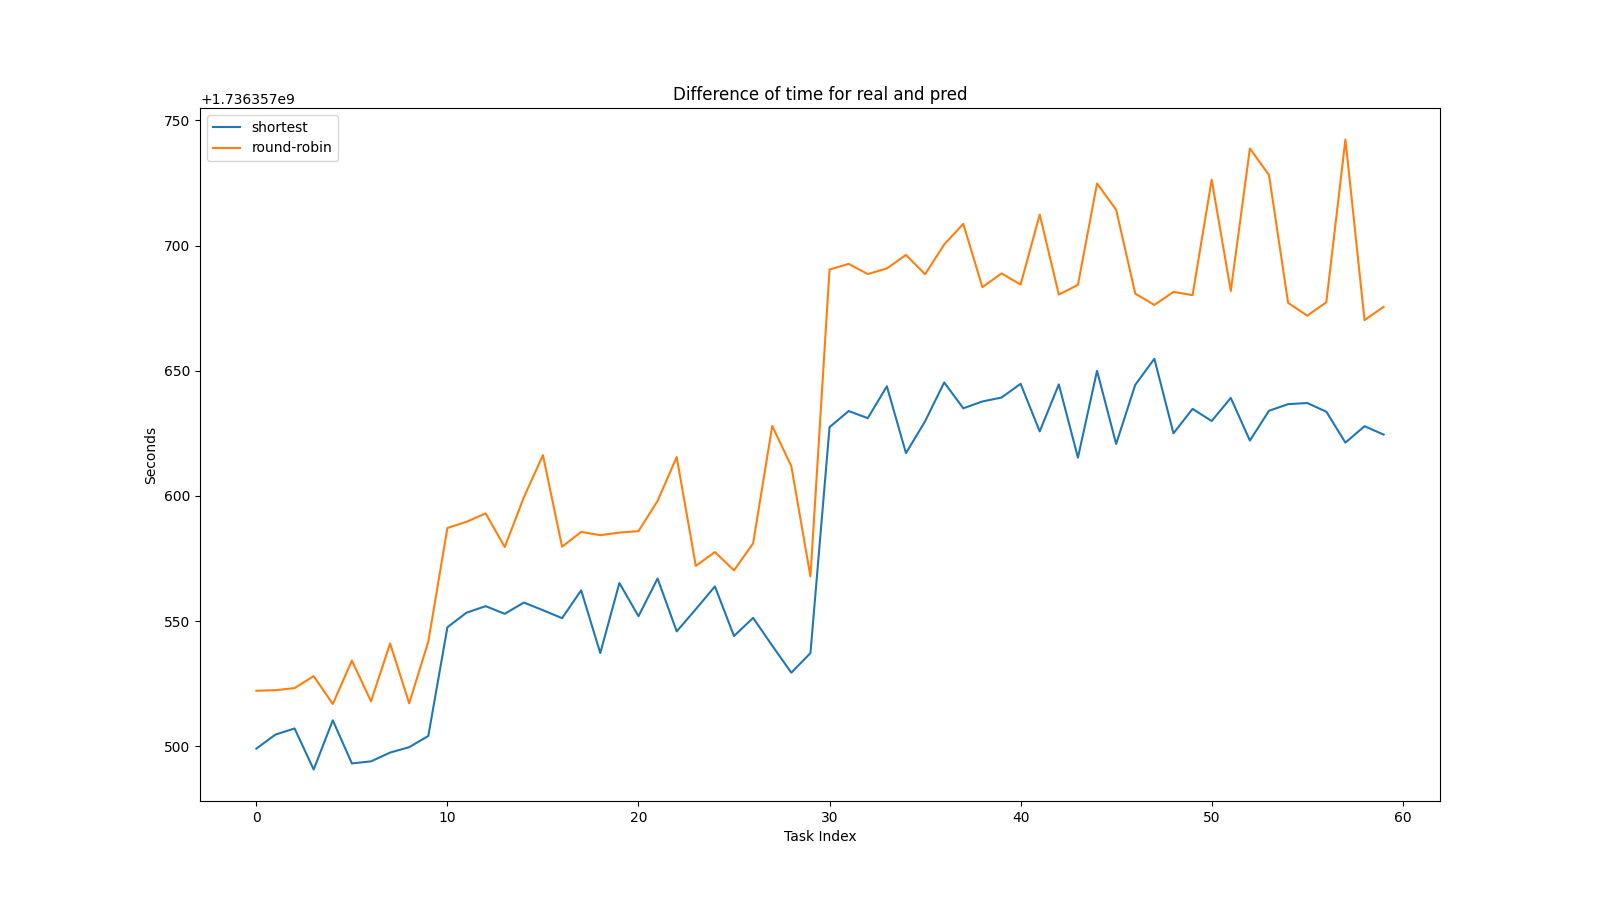 Difference of time for real and pred
+1.736357e9
shortest
round-robin
750
700
650
600
550
500
Seconds
0 10 20 30 40 50 60
Task Index